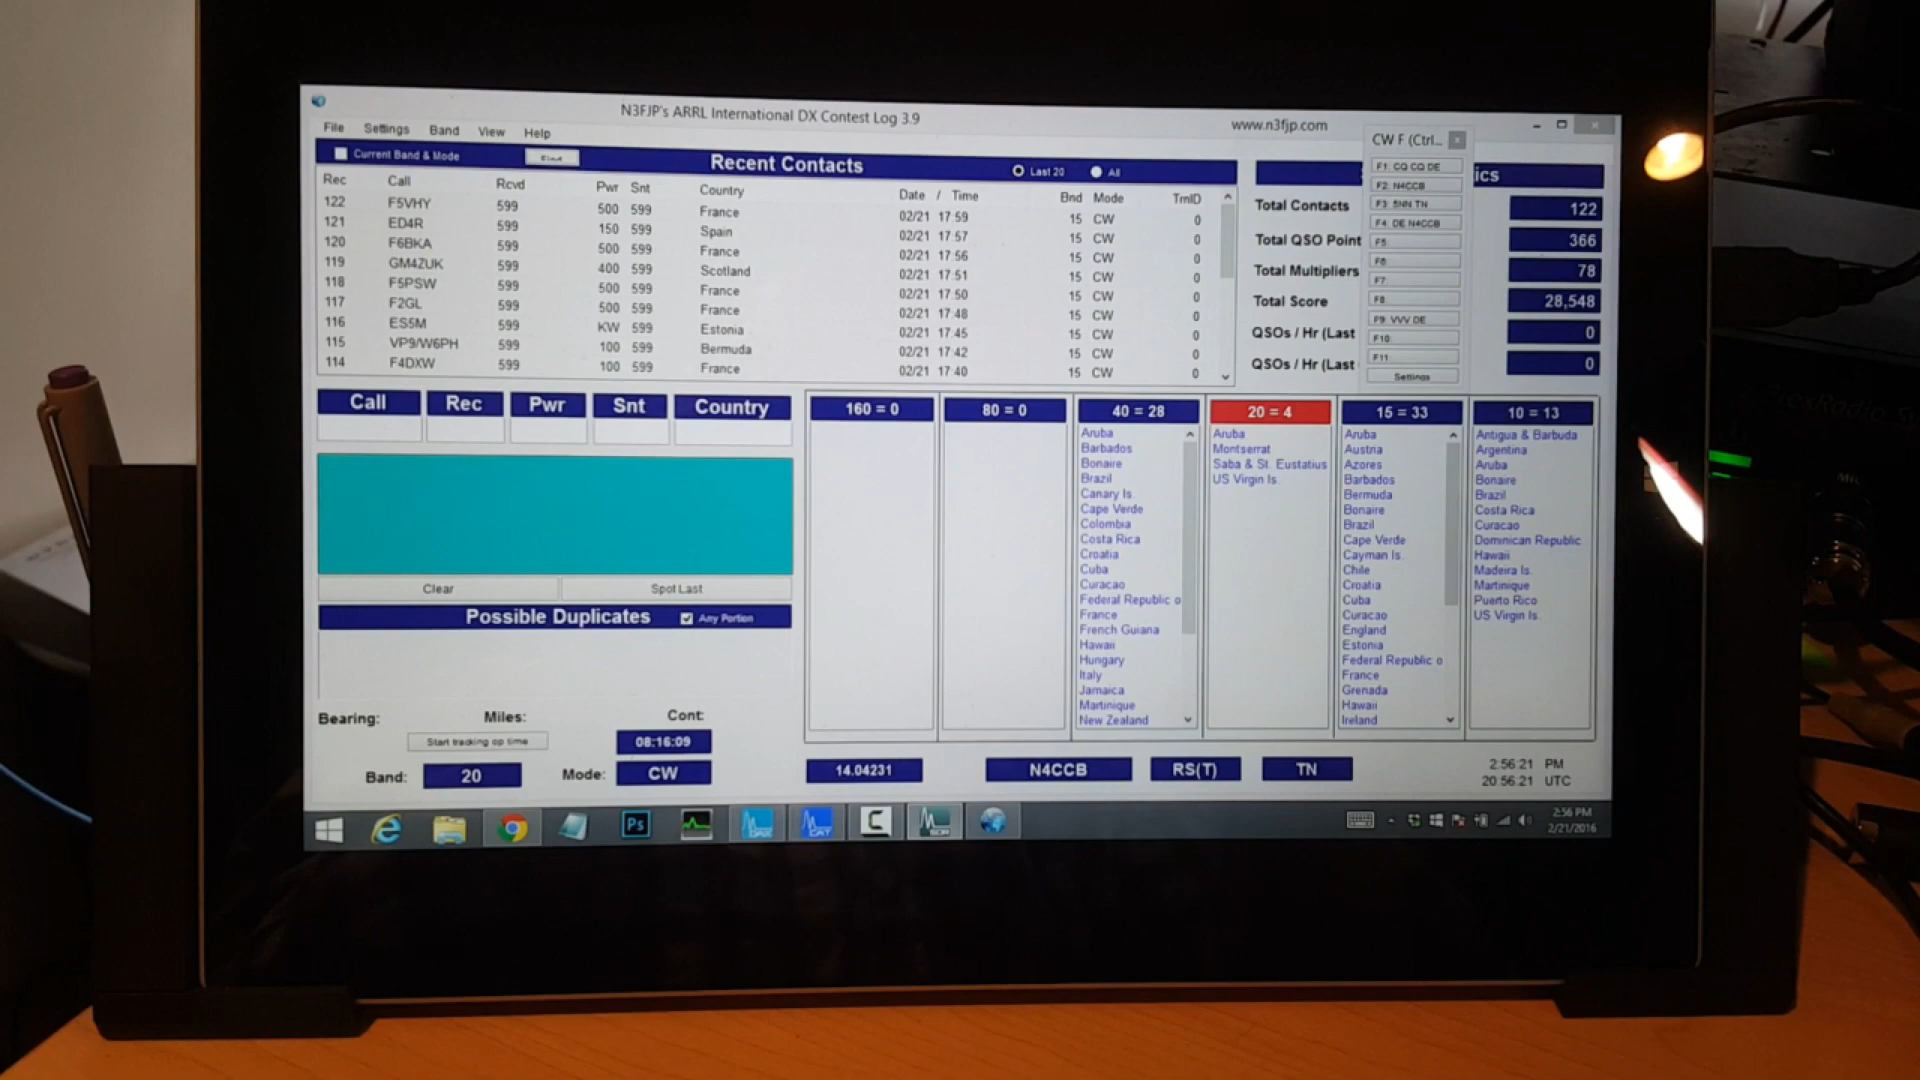 N3FJP's ARRL International DX Contest Log 3.9
www.n3fjp.com
File Settings Band View Help
Current Band & Mode
Recent Contacts
Last 20 All
Rec Call Rcvd Pwr Snt Country Date / Time Bnd Mode TrnID
122 F5VHY 599 500 599 France 02/21 17:59 15 CW 0
121 ED4R 599 150 599 Spain 02/21 17:57 15 CW 0
120 F6BKA 599 500 599 France 02/21 17:56 15 CW 0
119 GM4ZUK 599 400 599 Scotland 02/21 17:51 15 CW 0
118 F5PSW 599 500 599 France 02/21 17:50 15 CW 0
117 F2GL 599 500 599 France 02/21 17:48 15 CW 0
116 ES5M 599 KW 599 Estonia 02/21 17:45 15 CW 0
115 VP9/W6PH 599 100 599 Bermuda 02/21 17:42 15 CW 0
114 F4DXW 599 100 599 France 02/21 17:40 15 CW 0
CW F (Ctrl...
F1: CQ CQ DE
F2: N4CCB
F3: 5NN TN
F4: DE N4CCB
F5:
F6:
F7:
F8:
F9: VVV DE
F10:
F11:
Settings
ics
Total Contacts 122
Total QSO Point 366
Total Multipliers 78
Total Score 28,548
QSOs / Hr (Last 0
QSOs / Hr (Last 0
Call Rec Pwr Snt Country
Clear Spot Last
Possible Duplicates Any Portion
Bearing: Miles: Cont:
Start tracking op time 08:16:09
Band: 20 Mode: CW
160 = 0
80 = 0
40 = 28
Aruba
Barbados
Bonaire
Brazil
Canary Is.
Cape Verde
Colombia
Costa Rica
Croatia
Cuba
Curacao
Federal Republic o
France
French Guiana
Hawaii
Hungary
Italy
Jamaica
Martinique
New Zealand
20 = 4
Aruba
Montserrat
Saba & St. Eustatius
US Virgin Is.
15 = 33
Aruba
Austria
Azores
Barbados
Bermuda
Bonaire
Brazil
Cape Verde
Cayman Is.
Chile
Croatia
Cuba
Curacao
England
Estonia
Federal Republic o
France
Grenada
Hawaii
Ireland
10 = 13
Antigua & Barbuda
Argentina
Aruba
Bonaire
Brazil
Costa Rica
Curacao
Dominican Republic
Hawaii
Madeira Is.
Martinique
Puerto Rico
US Virgin Is.
14.04231 N4CCB RS(T) TN
2:56:21 PM
20:56:21 UTC
Ps
DAX
CAT
C
SDR
2:56 PM
2/21/2016